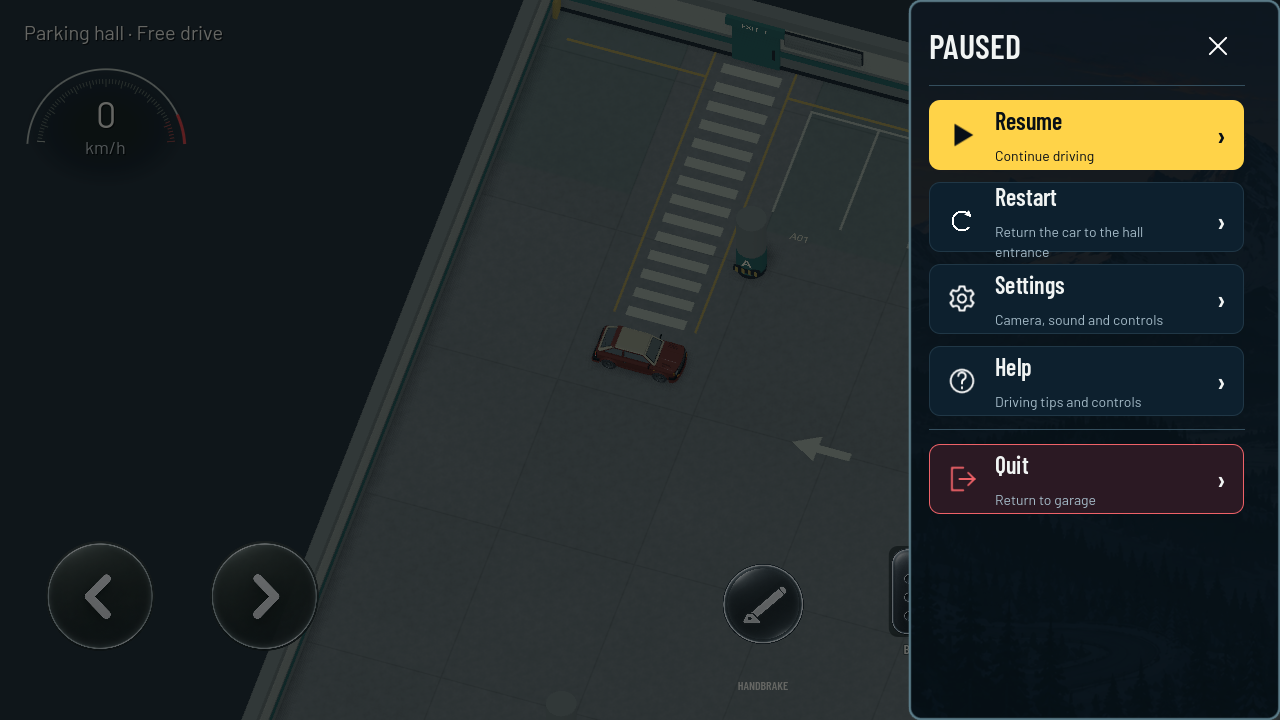 Parking hall · Free drive
0
km/h
EXIT
A01
A
HANDBRAKE
B
PAUSED
Resume
Continue driving
Restart
Return the car to the hall
entrance
Settings
Camera, sound and controls
Help
Driving tips and controls
Quit
Return to garage